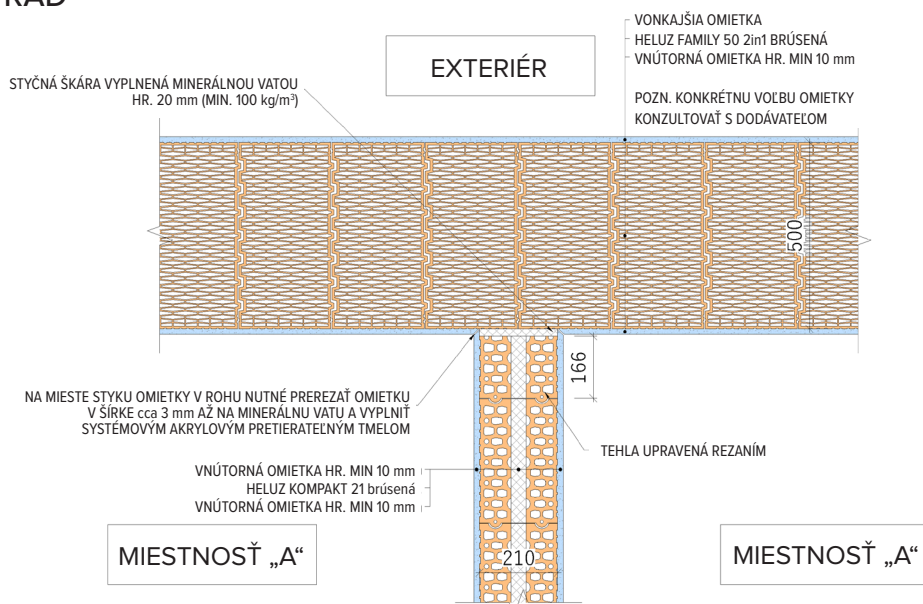 RAD
VONKAJŠIA OMIETKA
HELUZ FAMILY 50 2in1 BRÚSENÁ
VNÚTORNÁ OMIETKA HR. MIN 10 mm
EXTERIÉR
STYČNÁ ŠKÁRA VYPLNENÁ MINERÁLNOU VATOU
HR. 20 mm (MIN. 100 kg/m³)
POZN. KONKRÉTNU VOĽBU OMIETKY
KONZULTOVAŤ S DODÁVATEĽOM
500
166
NA MIESTE STYKU OMIETKY V ROHU NUTNÉ PREREZAŤ OMIETKU
V ŠÍRKE cca 3 mm AŽ NA MINERÁLNU VATU A VYPLNIŤ
SYSTÉMOVÝM AKRYLOVÝM PRETIERATEĽNÝM TMELOM
TEHLA UPRAVENÁ REZANÍM
VNÚTORNÁ OMIETKA HR. MIN 10 mm
HELUZ KOMPAKT 21 brúsená
VNÚTORNÁ OMIETKA HR. MIN 10 mm
210
MIESTNOSŤ „A“
MIESTNOSŤ „A“